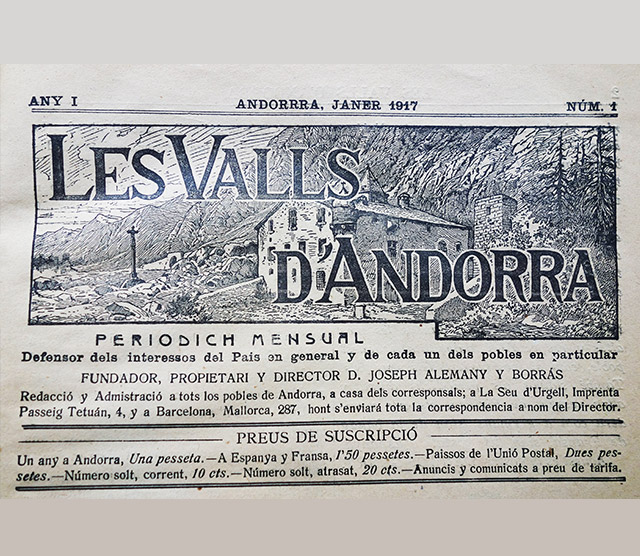 ANY I
ANDORRRA, JANER 1917
NÚM. 1
LES VALLS
D'ANDORRA
PERIODICH MENSUAL
Defensor dels interessos del País en general y de cada un dels pobles en particular
FUNDADOR, PROPIETARI Y DIRECTOR D. JOSEPH ALEMANY Y BORRÁS
Redacció y Admistració a tots los pobles de Andorra, a casa dels corresponsals; a La Seu d'Urgell, Imprenta
Passeig Tetuán, 4, y a Barcelona, Mallorca, 287, hont s'enviará tota la correspondencia a nom del Director.
PREUS DE SUSCRIPCIÓ
Un any a Andorra, Una pesseta.—A Espanya y Fransa, 1'50 pessetes.—Paissos de l'Unió Postal, Dues pes-
setes.—Número solt, corrent, 10 cts.—Número solt, atrasat, 20 cts.—Anuncis y comunicats a preu de tarifa.